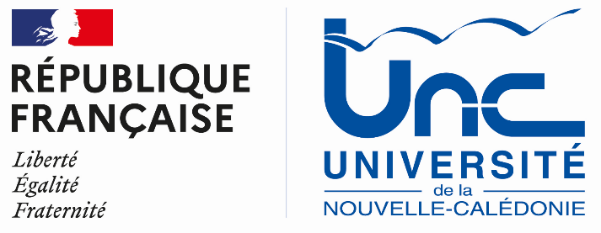 RÉPUBLIQUE
FRANÇAISE
Liberté
Égalité
Fraternité
Unc
UNIVERSITÉ
de la
NOUVELLE-CALÉDONIE